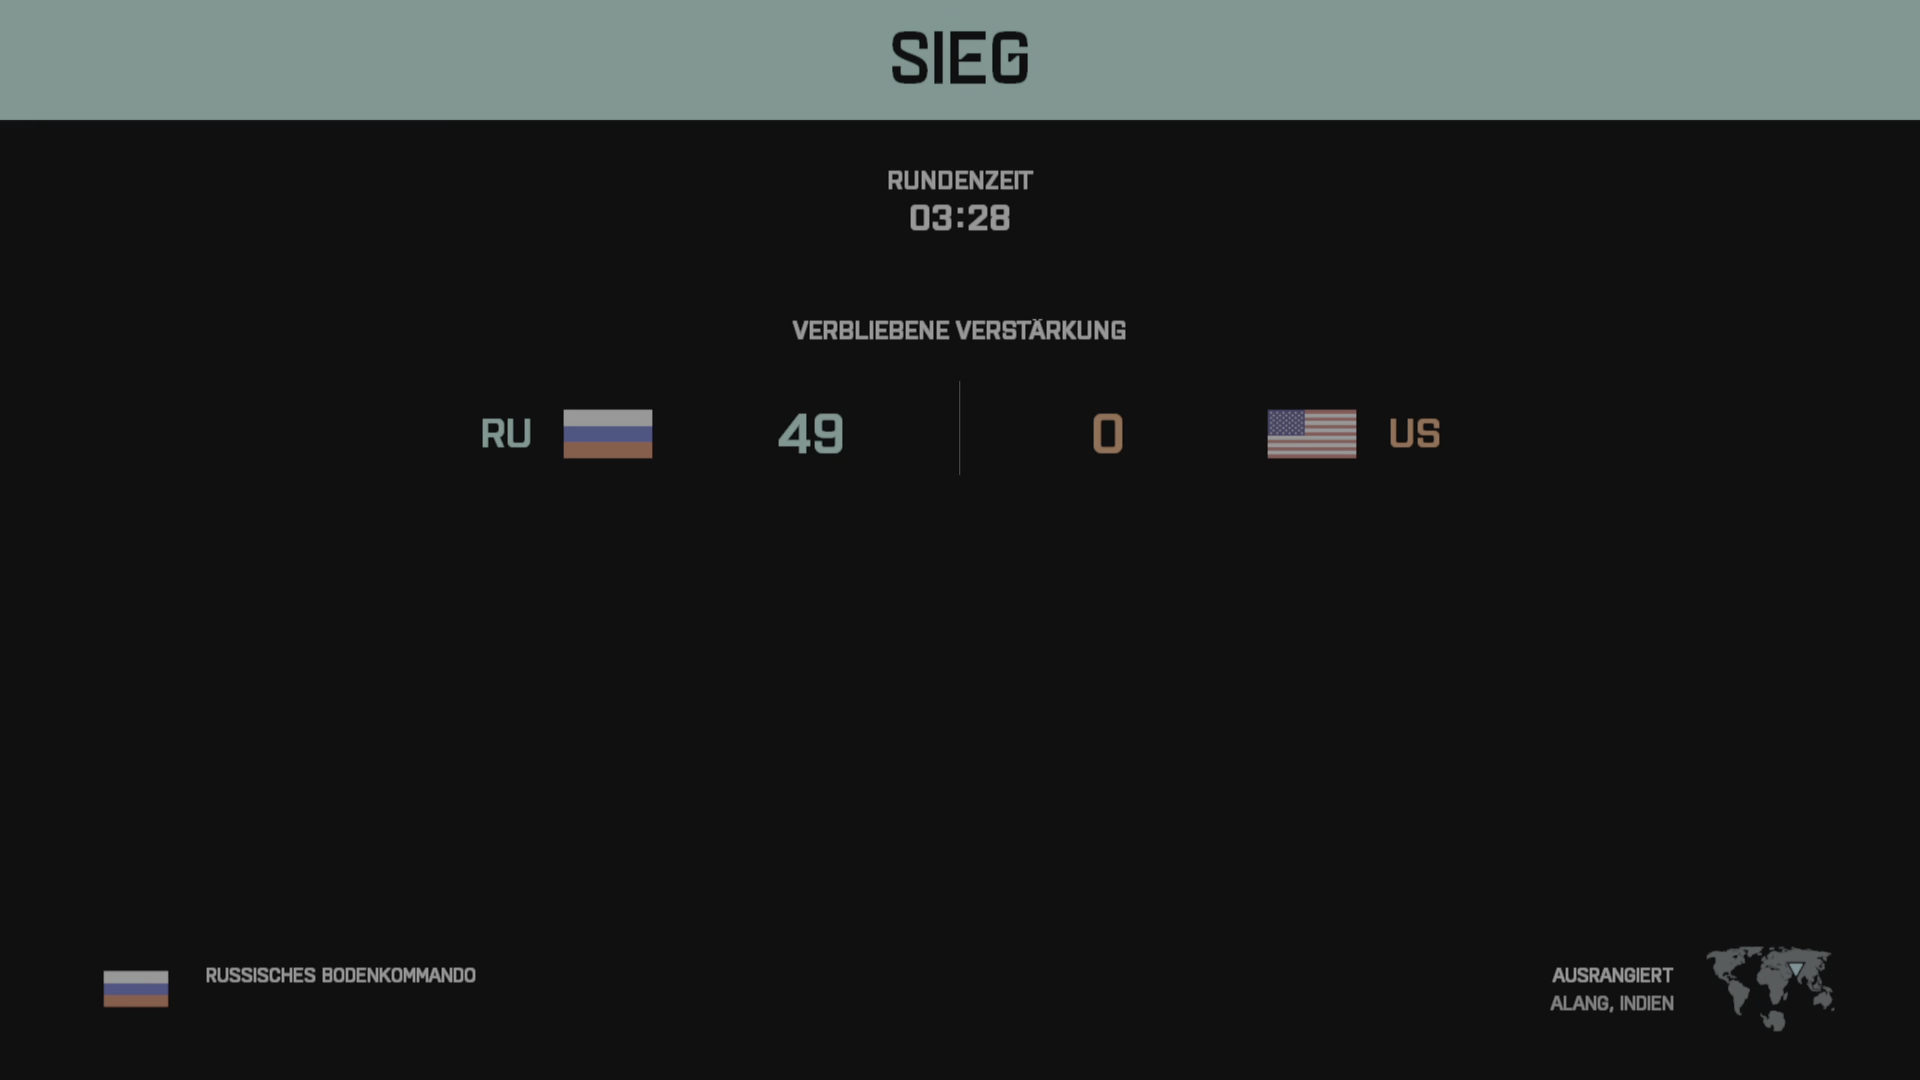 SIEG
RUNDENZEIT
03:28
VERBLIEBENE VERSTÄRKUNG
RU 49 0 US
RUSSISCHES BODENKOMMANDO
AUSRANGIERT
ALANG, INDIEN